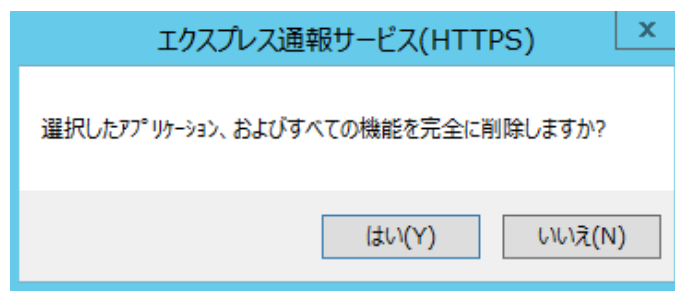 エクスプレス通報サービス(HTTPS)
x
選択したｱﾌﾟﾘｹｰｼｮﾝ、およびすべての機能を完全に削除しますか?
はい(Y)
いいえ(N)